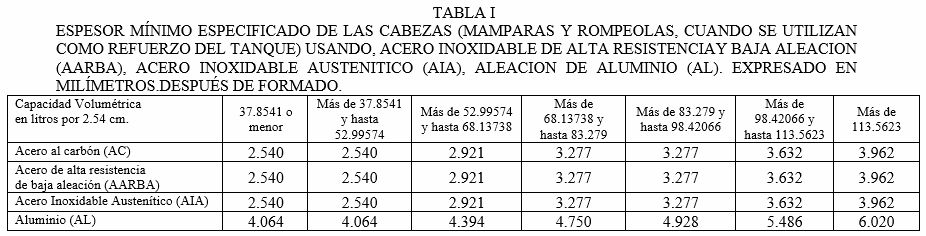 TABLA I
ESPESOR MÍNIMO ESPECIFICADO DE LAS CABEZAS (MAMPARAS Y ROMPEOLAS, CUANDO SE UTILIZAN
COMO REFUERZO DEL TANQUE) USANDO, ACERO INOXIDABLE DE ALTA RESISTENCIAY BAJA ALEACION
(AARBA), ACERO INOXIDABLE AUSTENITICO (AIA), ALEACION DE ALUMINIO (AL). EXPRESADO EN
MILÍMETROS.DESPUÉS DE FORMADO.
Capacidad Volumétrica
en litros por 2.54 cm.
37.8541 o
menor
Más de 37.8541
y hasta
52.99574
Más de 52.99574
y hasta 68.13738
Más de
68.13738 y
hasta 83.279
Más de 83.279 y
hasta 98.42066
Más de
98.42066 y
hasta 113.5623
Más de
113.5623
Acero al carbón (AC) 2.540 2.540 2.921 3.277 3.277 3.632 3.962
Acero de alta resistencia
de baja aleación (AARBA) 2.540 2.540 2.921 3.277 3.277 3.632 3.962
Acero Inoxidable Austenítico (AIA) 2.540 2.540 2.921 3.277 3.277 3.632 3.962
Aluminio (AL) 4.064 4.064 4.394 4.750 4.928 5.486 6.020